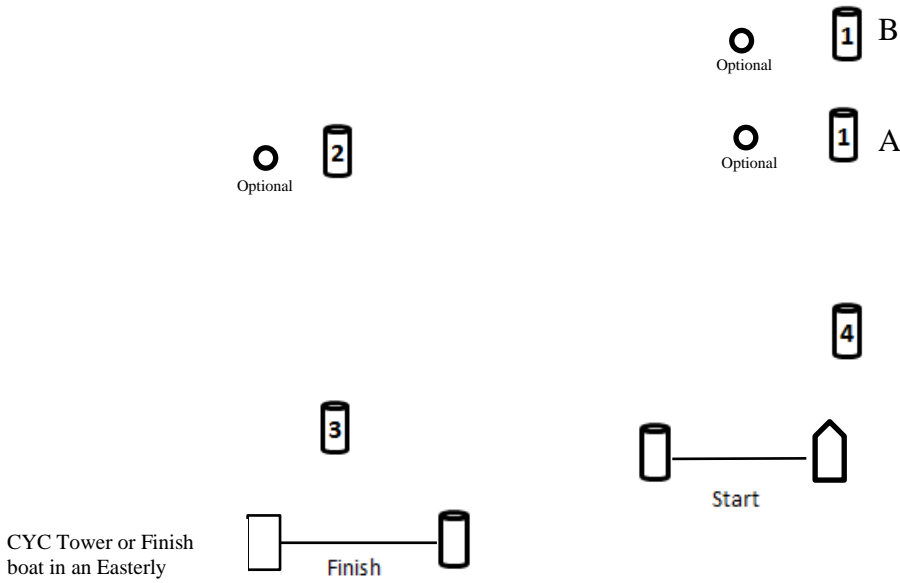 1 B
Optional
1 A
Optional
2
Optional
4
3
Start
CYC Tower or Finish
boat in an Easterly
Finish